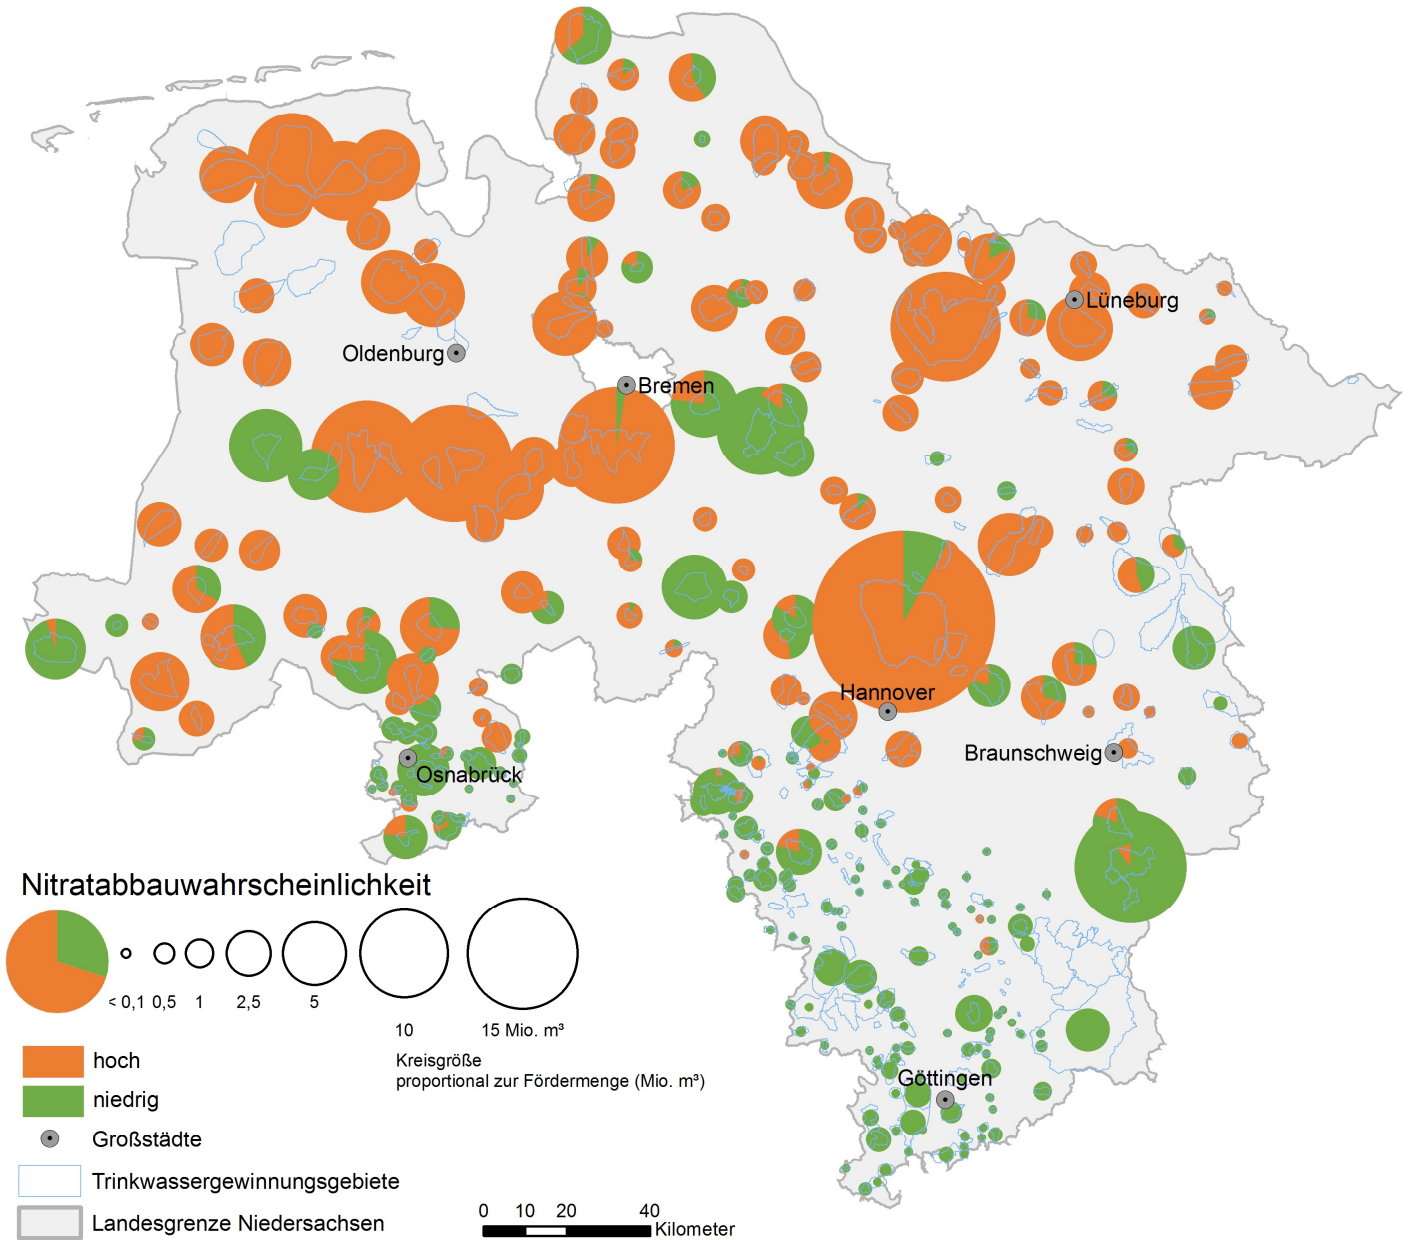 Lüneburg
Oldenburg
Bremen
Hannover
Braunschweig
Osnabrück
Göttingen
Nitratabbauwahrscheinlichkeit
< 0,1 0,5 1 2,5 5
10 15 Mio. m³
Kreisgröße
proportional zur Fördermenge (Mio. m³)
hoch
niedrig
Großstädte
Trinkwassergewinnungsgebiete
Landesgrenze Niedersachsen
0 10 20 40
Kilometer